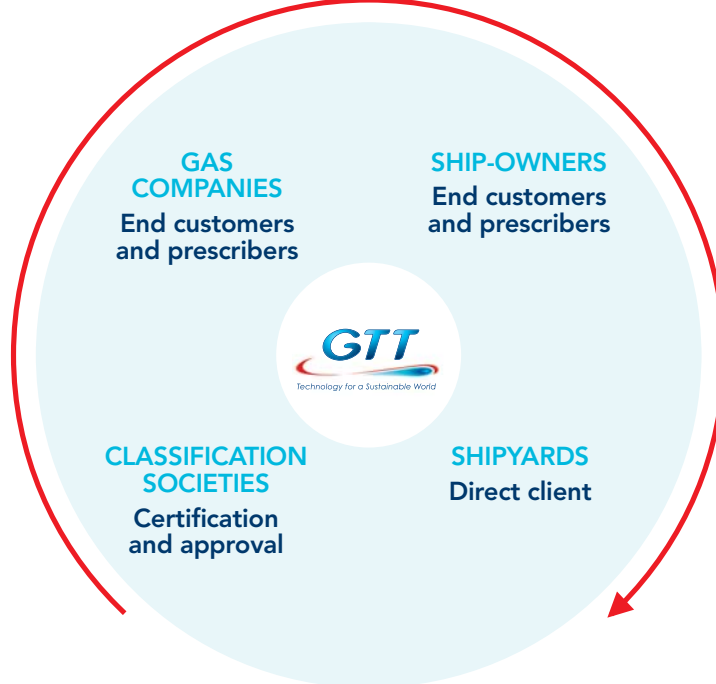 GAS
COMPANIES
End customers
and prescribers
SHIP-OWNERS
End customers
and prescribers
GTT
Technology for a Sustainable World
CLASSIFICATION
SOCIETIES
Certification
and approval
SHIPYARDS
Direct client